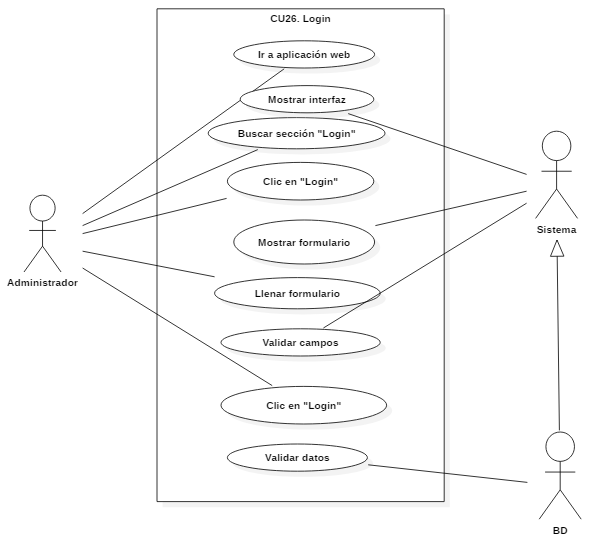 CU26. Login
Ir a aplicación web
Mostrar interfaz
Buscar sección "Login"
Clic en "Login"
Mostrar formulario
Llenar formulario
Validar campos
Clic en "Login"
Validar datos
Administrador
Sistema
BD